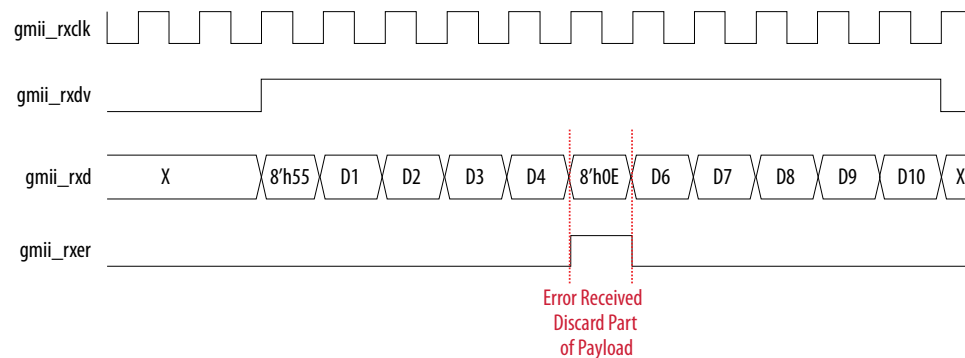 gmii_rxclk
gmii_rxdv
gmii_rxd X 8’h55 D1 D2 D3 D4 8’h0E D6 D7 D8 D9 D10 X
gmii_rxer
Error Received
Discard Part
of Payload